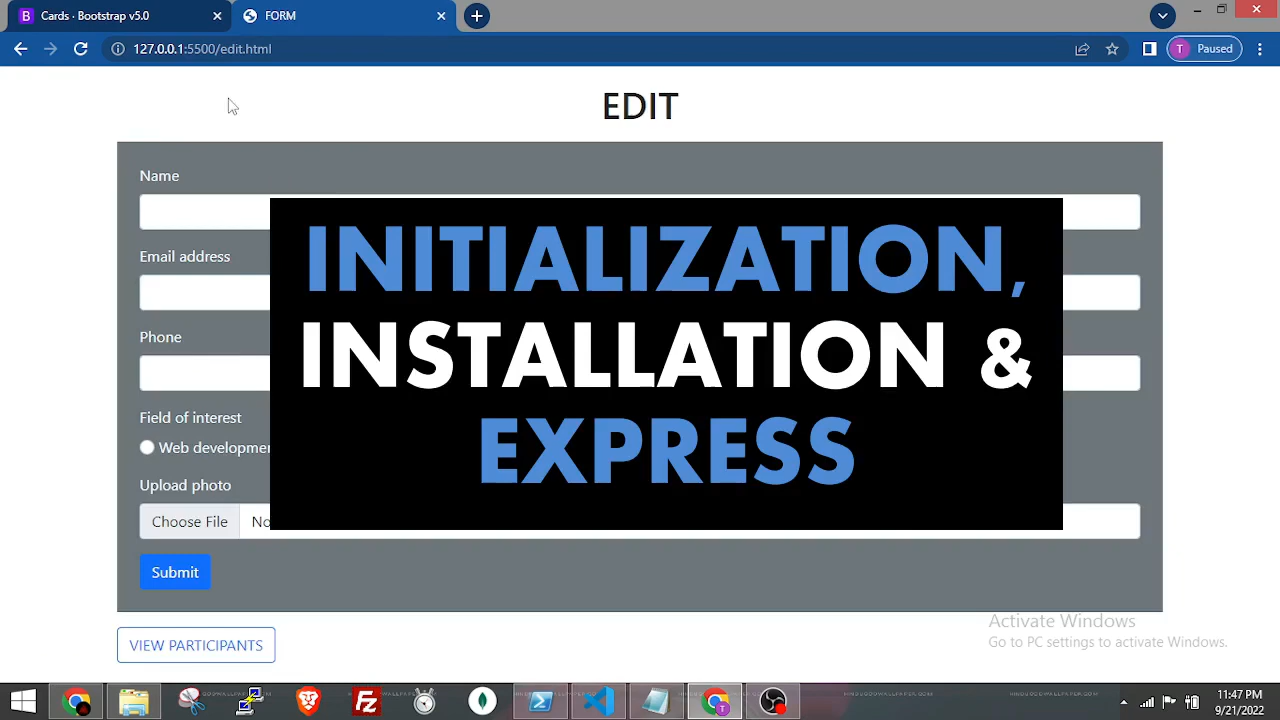 Cards - Bootstrap v5.0
FORM
127.0.0.1:5500/edit.html
T
Paused
EDIT
Name
INITIALIZATION,
Email address
INSTALLATION &
Phone
EXPRESS
Field of interest
Web developmen
Upload photo
Choose File
No
Submit
Activate Windows
Go to PC settings to activate Windows.
VIEW PARTICIPANTS
11:47 PM
9/21/2022